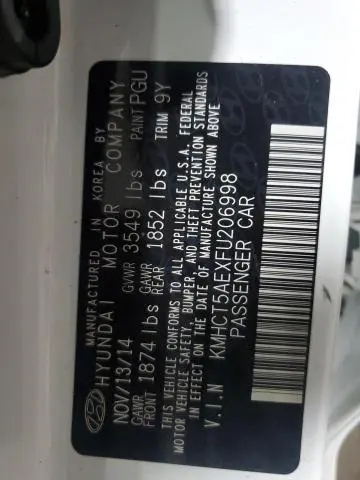 MANUFACTURED IN KOREA BY
HYUNDAI MOTOR COMPANY
NOV/13/14 GVWR 3549 lbs PAINT PGU
GAWR FRONT 1874 lbs GAWR REAR 1852 lbs TRIM 9Y
THIS VEHICLE CONFORMS TO ALL APPLICABLE U.S.A. FEDERAL
MOTOR VEHICLE SAFETY, BUMPER, AND THEFT PREVENTION STANDARDS
IN EFFECT ON THE DATE OF MANUFACTURE SHOWN ABOVE
V.I.N KMHCT5AEXFU206998
PASSENGER CAR